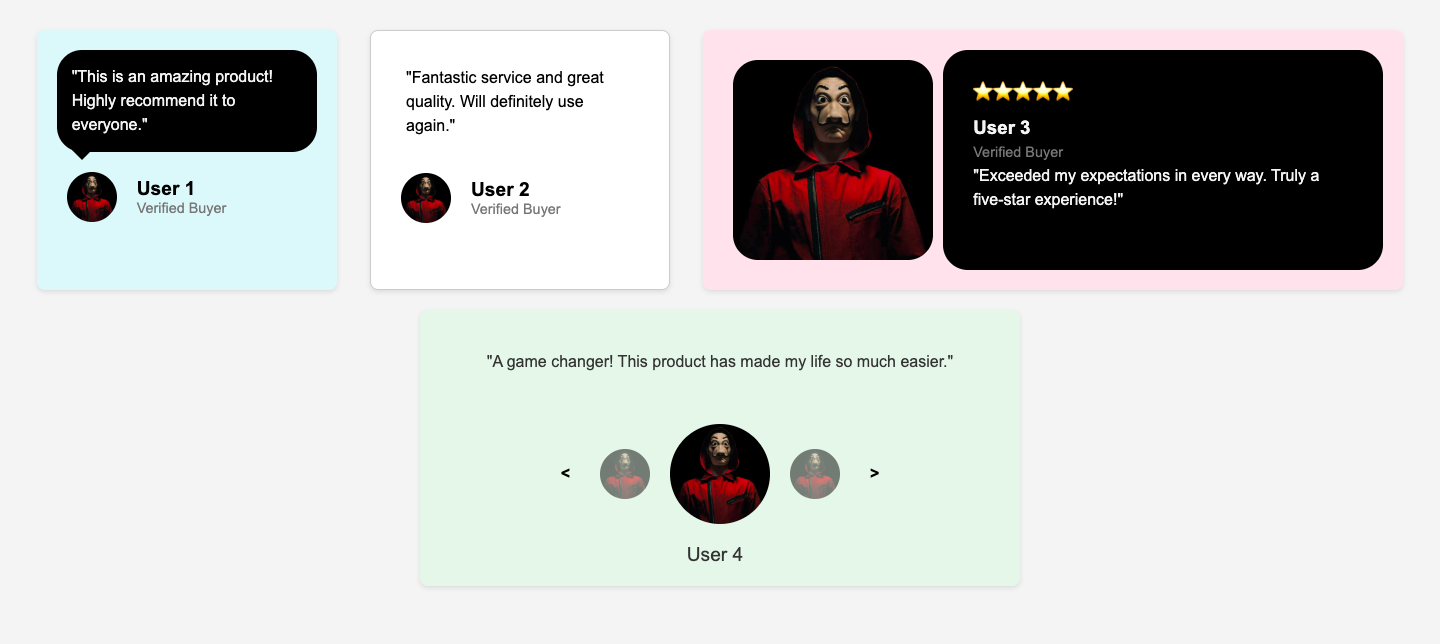 "This is an amazing product!
Highly recommend it to
everyone."
User 1
Verified Buyer
"Fantastic service and great
quality. Will definitely use
again."
User 2
Verified Buyer
⭐⭐⭐⭐⭐
User 3
Verified Buyer
"Exceeded my expectations in every way. Truly a
five-star experience!"
"A game changer! This product has made my life so much easier."
< >
User 4